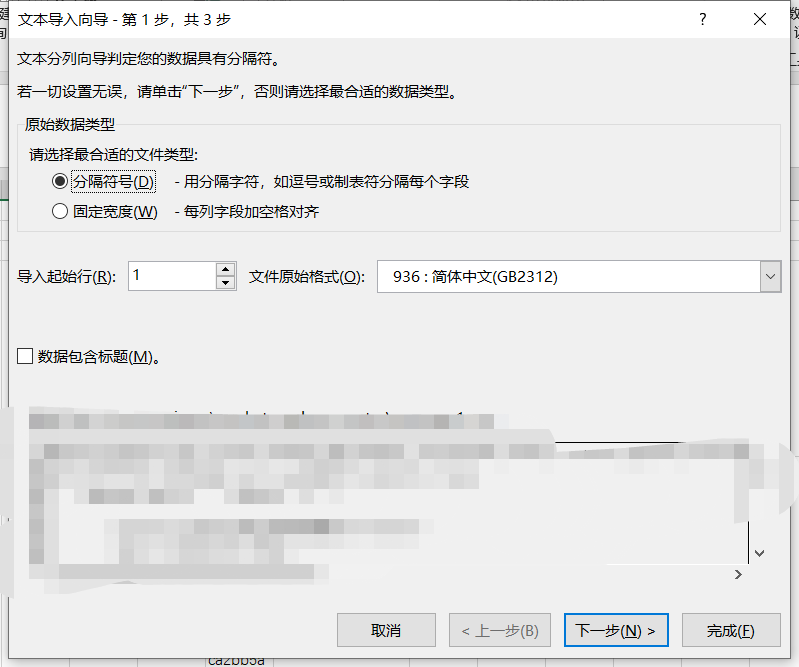 文本导入向导 - 第 1 步，共 3 步
?
文本分列向导判定您的数据具有分隔符。
若一切设置无误，请单击“下一步”，否则请选择最合适的数据类型。
原始数据类型
请选择最合适的文件类型:
分隔符号(D) - 用分隔字符，如逗号或制表符分隔每个字段
固定宽度(W) - 每列字段加空格对齐
导入起始行(R): 1 文件原始格式(O): 936 : 简体中文(GB2312)
数据包含标题(M)。
取消 < 上一步(B) 下一步(N) > 完成(F)
ca2bb5a